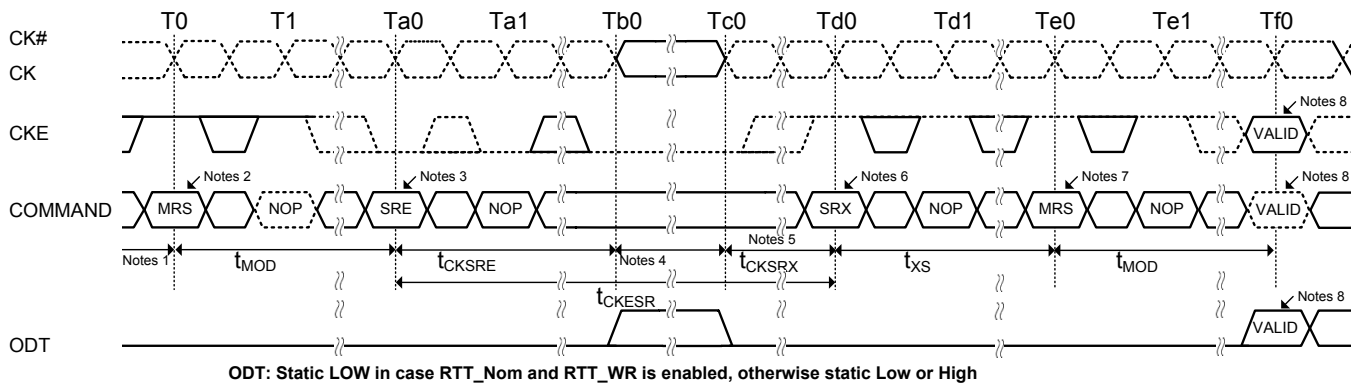 T0 T1 Ta0 Ta1 Tb0 Tc0 Td0 Td1 Te0 Te1 Tf0
CK#
CK
Notes 8
CKE
VALID
Notes 2 Notes 3 Notes 6 Notes 7 Notes 8
COMMAND MRS NOP SRE NOP SRX NOP MRS NOP VALID
Notes 1 tMOD tCKSRE Notes 4 Notes 5 tCKSRX tXS tMOD
tCKESR
Notes 8
ODT VALID
ODT: Static LOW in case RTT_Nom and RTT_WR is enabled, otherwise static Low or High